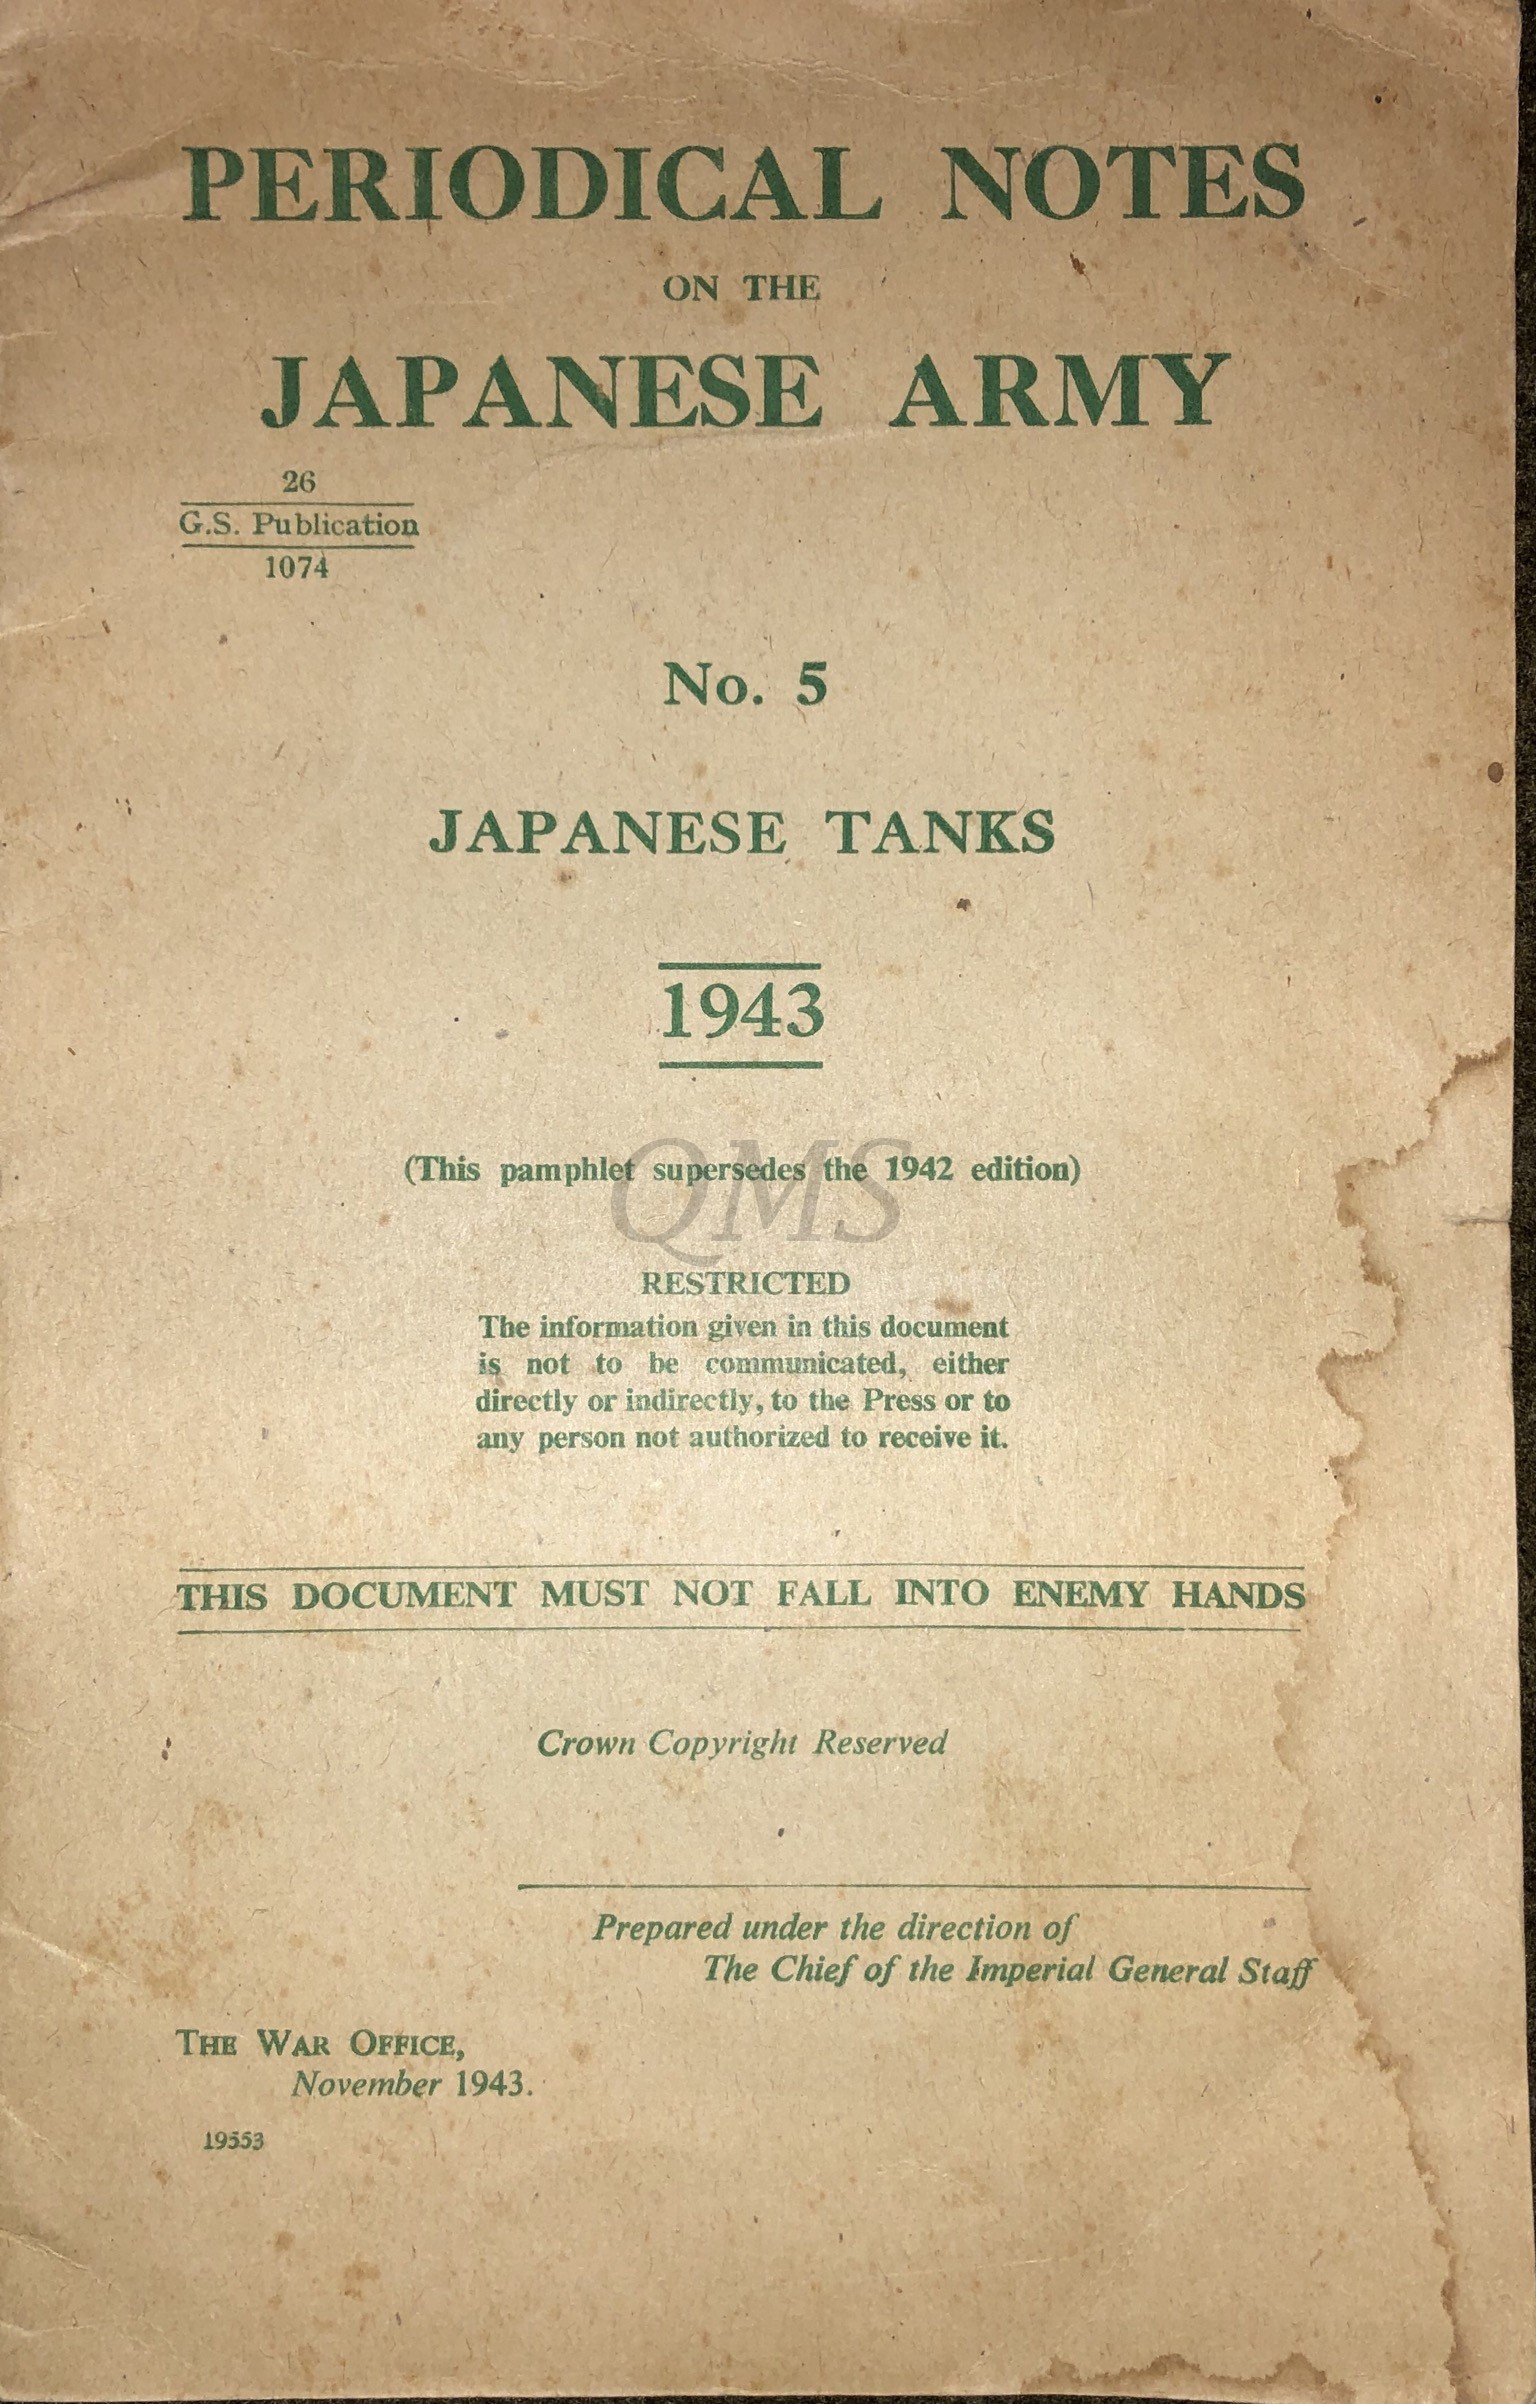 PERIODICAL NOTES
ON THE
JAPANESE ARMY
26
G.S. Publication
1074
No. 5
JAPANESE TANKS
1943
(This pamphlet supersedes the 1942 edition)
QMS
RESTRICTED
The information given in this document
is not to be communicated, either
directly or indirectly, to the Press or to
any person not authorized to receive it.
THIS DOCUMENT MUST NOT FALL INTO ENEMY HANDS
Crown Copyright Reserved
Prepared under the direction of
The Chief of the Imperial General Staff
THE WAR OFFICE,
November 1943.
19553